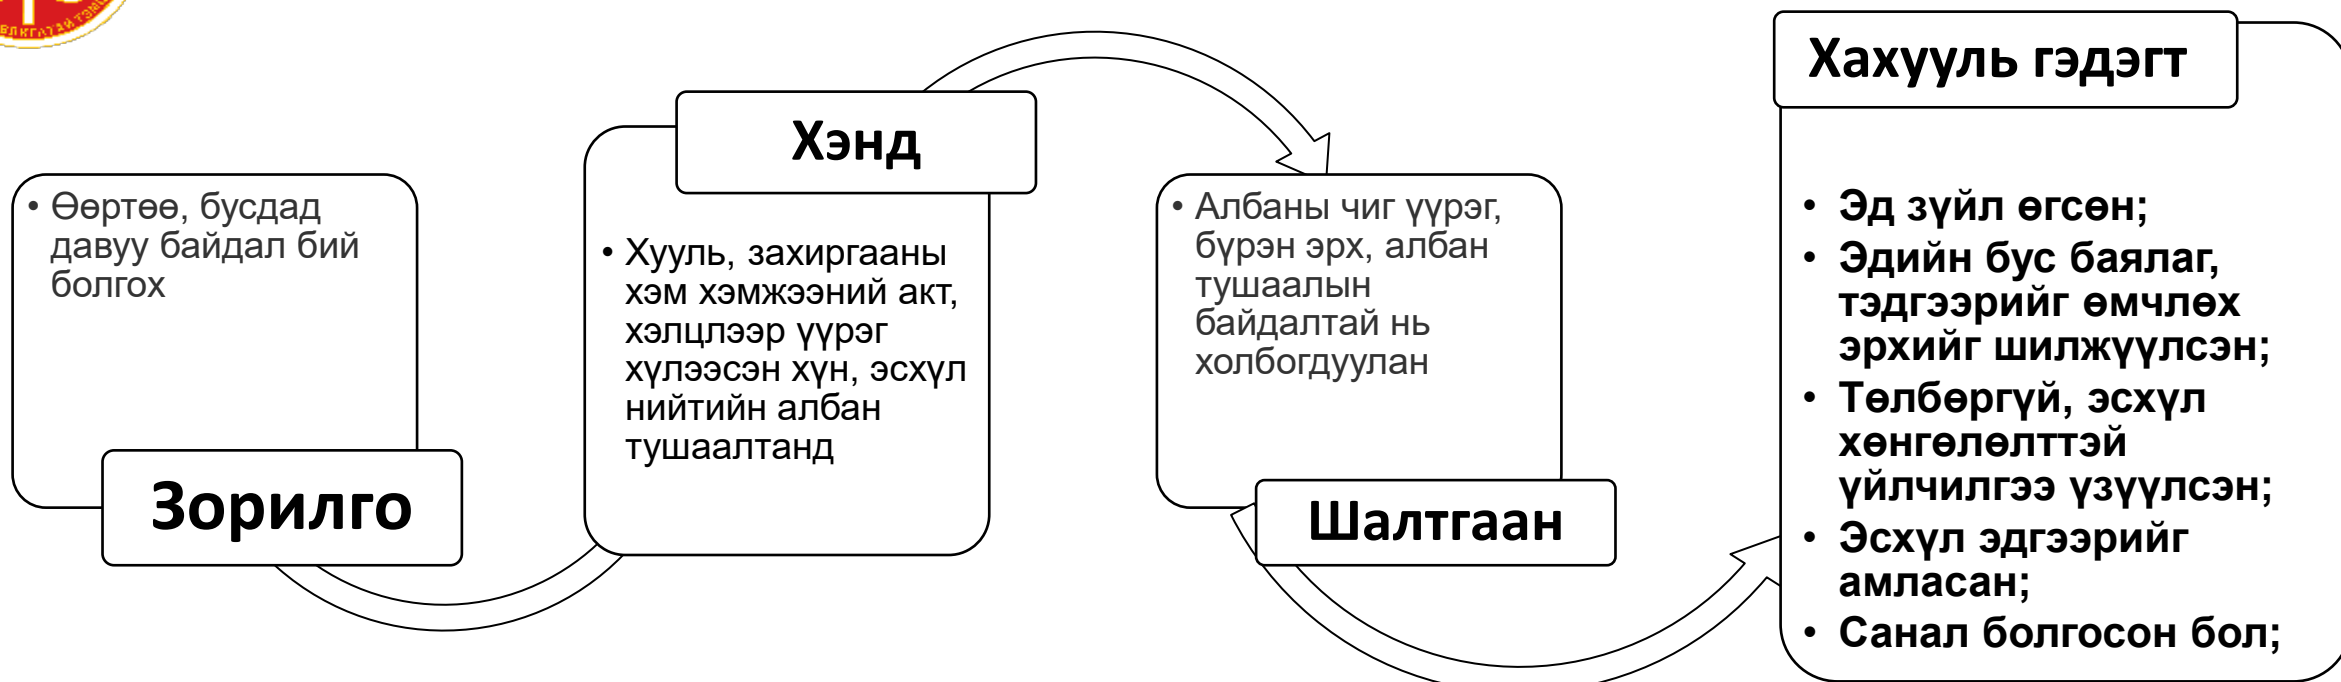 • Өөртөө, бусдад
давуу байдал бий
болгох
Зорилго
Хэнд
• Хууль, захиргааны
хэм хэмжээний акт,
хэлцлээр үүрэг
хүлээсэн хүн, эсхүл
нийтийн албан
тушаалтанд
• Албаны чиг үүрэг,
бүрэн эрх, албан
тушаалын
байдалтай нь
холбогдуулан
Шалтгаан
Хахууль гэдэгт
• Эд зүйл өгсөн;
• Эдийн бус баялаг,
тэдгээрийг өмчлөх
эрхийг шилжүүлсэн;
• Төлбөргүй, эсхүл
хөнгөлөлттэй
үйлчилгээ үзүүлсэн;
• Эсхүл эдгээрийг
амласан;
• Санал болгосон бол;